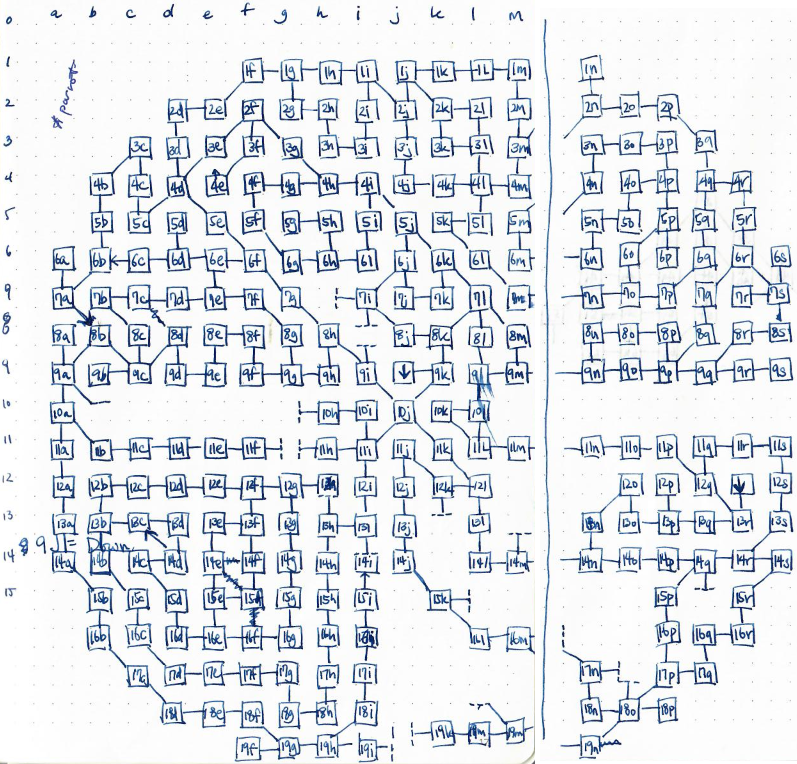 0 a b c d e f g h i j k l m
1 1f 1g 1h 1i 1j 1k 1L 1m 1n
* parrot
2 2d 2e 2f 2g 2h 2i 2j 2k 2l 2m 2n 2o 2p
3 3c 3d 3e 3f 3g 3h 3i 3j 3k 3l 3m 3n 3o 3p 3q
4 4b 4c 4d 4e 4f 4g 4h 4i 4j 4k 4l 4m 4n 4o 4p 4q 4r
5 5b 5c 5d 5e 5f 5g 5h 5i 5j 5k 5l 5m 5n 5o 5p 5q 5r
6 6a 6b 6c 6d 6e 6f 6g 6h 6i 6j 6k 6l 6m 6n 6o 6p 6q 6r 6s
7a 7b 7c 7d 7e 7f 7g 7i 7j 7k 7l 7m 7n 7o 7p 7q 7r 7s
8 8a 8b 8c 8d 8e 8f 8g 8h 8j 8k 8l 8m 8n 8o 8p 8q 8r 8s
9 9a 9b 9c 9d 9e 9f 9g 9h 9i 9k 9l 9m 9n 9o 9p 9q 9r 9s
10 10a 10h 10i 10j 10k 10l
11 11a 11b 11c 11d 11e 11f 11h 11i 11j 11k 11L 11m 11n 11o 11p 11q 11r 11s
12 12a 12b 12c 12d 12e 12f 12g 12h 12i 12j 12k 12l 12o 12p 12q 12s
13 13a 13b 13c 13d 13e 13f 13g 13h 13i 13j 13l 13n 13o 13p 13q 13r 13s
9J = Down
14 14a 14b 14c 14d 14e 14f 14g 14h 14i 14j 14l 14m 14n 14o 14p 14q 14r 14s
15 15b 15c 15d 15e 15f 15g 15h 15i 15k 15p 15r
16b 16c 16d 16e 16f 16g 16h 16i 16l 16m 16p 16q 16r
17c 17d 17e 17f 17g 17h 17i 17n 17p 17q
18d 18e 18f 18g 18h 18i 18n 18o 18p
19f 19g 19h 19i 19k 19m 19n